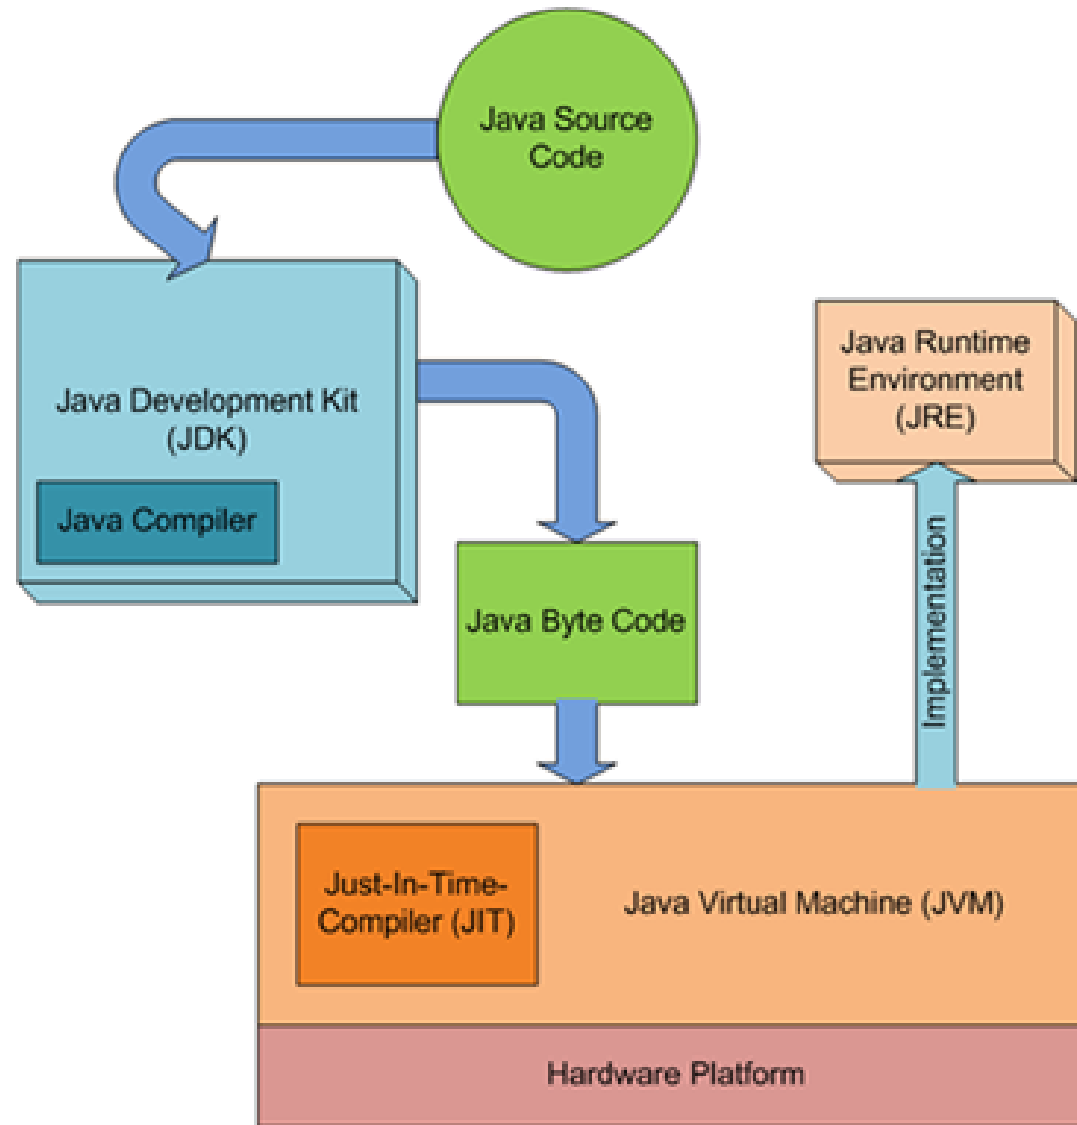 Java Source
Code
Java Runtime
Environment
(JRE)
Java Development Kit
(JDK)
Java Compiler
Java Byte Code
Implementation
Just-In-Time-
Compiler (JIT)
Java Virtual Machine (JVM)
Hardware Platform